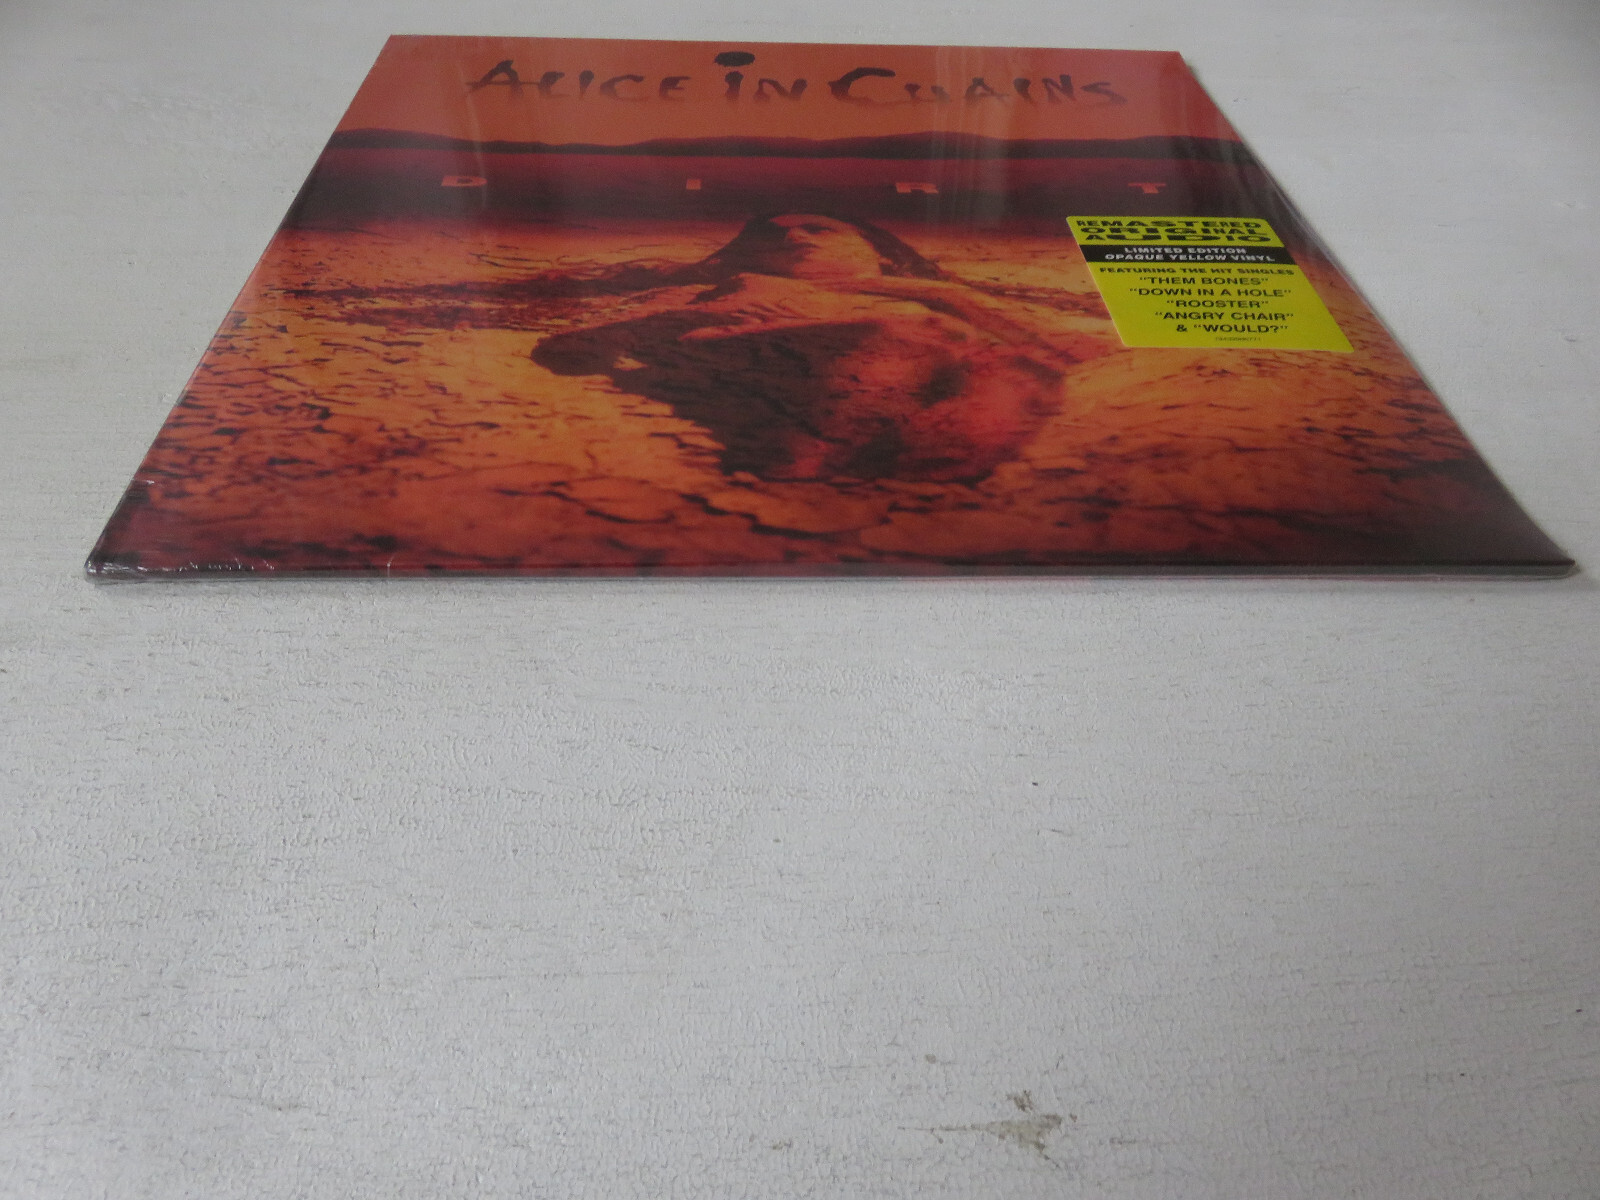 ALICE IN CHAINS
DIRT
REMASTERED
ORIGINAL
AUDIO
LIMITED EDITION
OPAQUE YELLOW VINYL
FEATURING THE HIT SINGLES
"THEM BONES"
"DOWN IN A HOLE"
"ROOSTER"
"ANGRY CHAIR"
& "WOULD?"